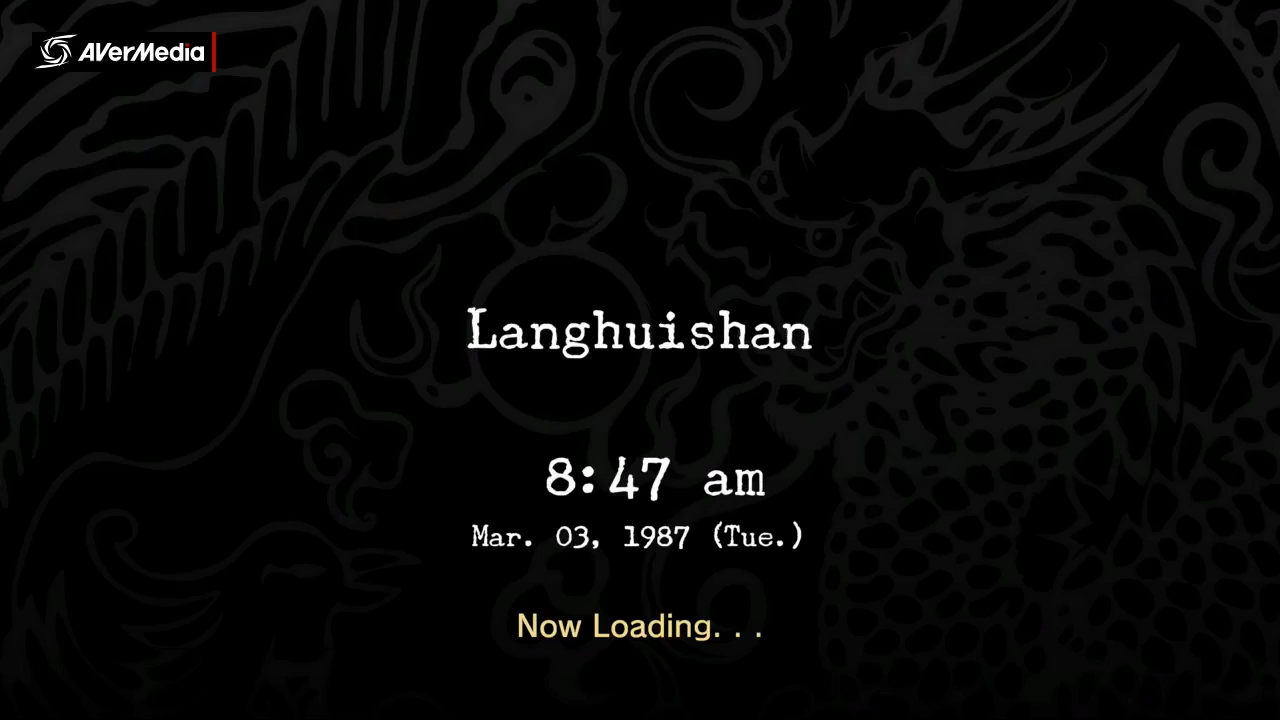 AVerMedia
Langhuishan
8:47 am
Mar. 03, 1987 (Tue.)
Now Loading. . .